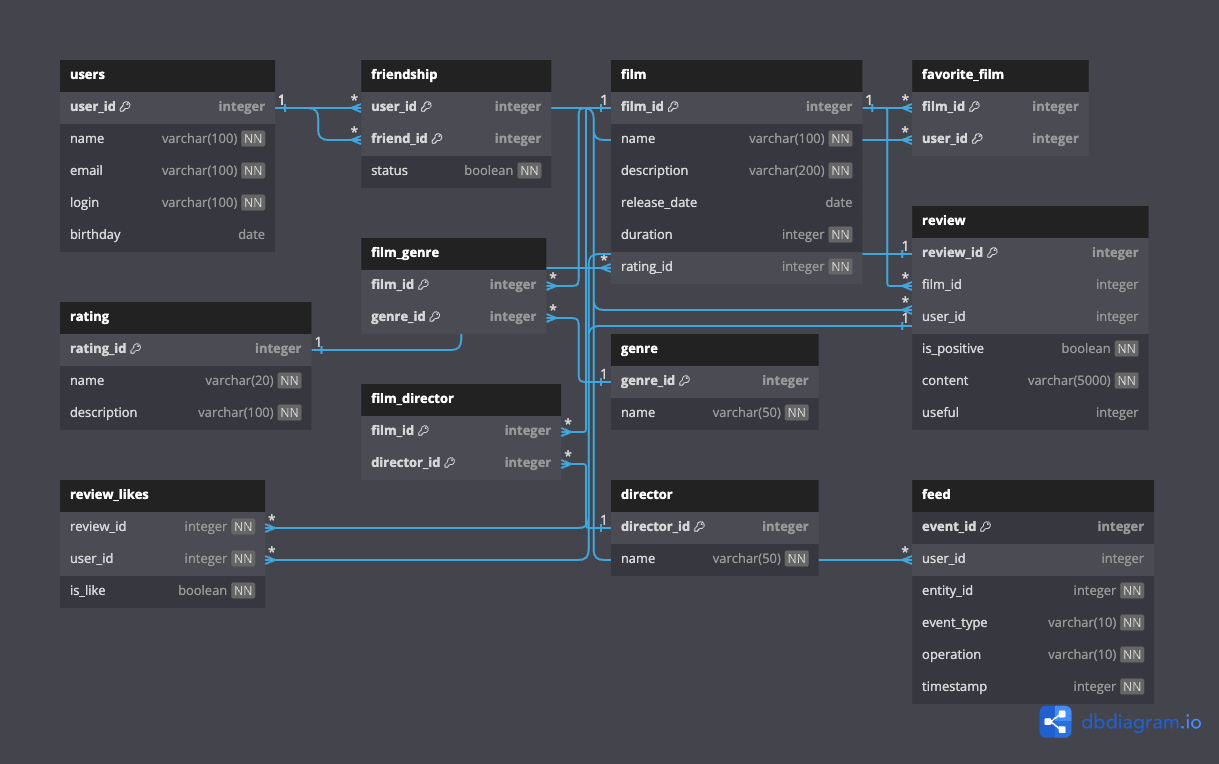 users
user_id integer
name varchar(100) NN
email varchar(100) NN
login varchar(100) NN
birthday date
friendship
user_id integer
friend_id integer
status boolean NN
film
film_id integer
name varchar(100) NN
description varchar(200) NN
release_date date
duration integer NN
rating_id integer NN
favorite_film
film_id integer
user_id integer
review
review_id integer
film_id integer
user_id integer
is_positive boolean NN
content varchar(5000) NN
useful integer
film_genre
film_id integer
genre_id integer
rating
rating_id integer
name varchar(20) NN
description varchar(100) NN
genre
genre_id integer
name varchar(50) NN
film_director
film_id integer
director_id integer
review_likes
review_id integer NN
user_id integer NN
is_like boolean NN
director
director_id integer
name varchar(50) NN
feed
event_id integer
user_id integer
entity_id integer NN
event_type varchar(10) NN
operation varchar(10) NN
timestamp integer NN
1
*
*
1
1
*
*
1
*
*
1
*
*
*
1
1
*
*
1
*
*
*
dbdiagram.io